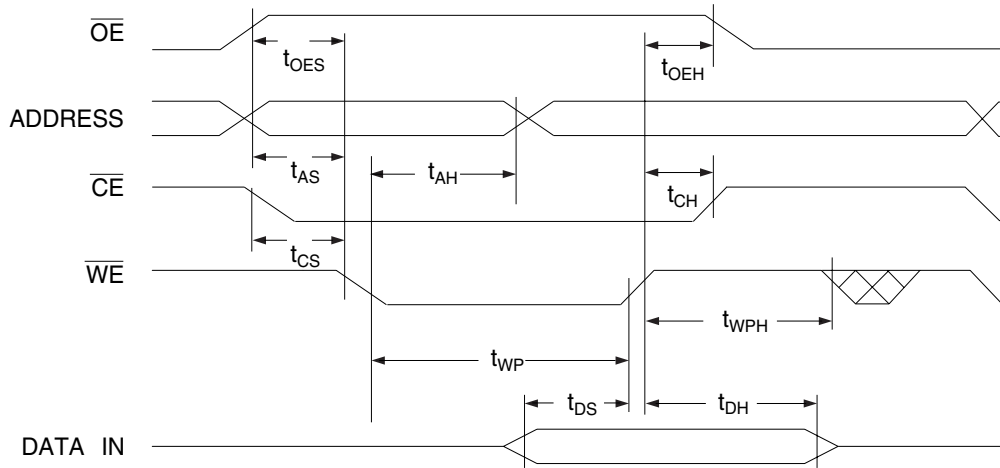 OE
tOES
tOEH
ADDRESS
tAS
tAH
CE
tCH
tCS
WE
tWPH
tWP
tDS
tDH
DATA IN